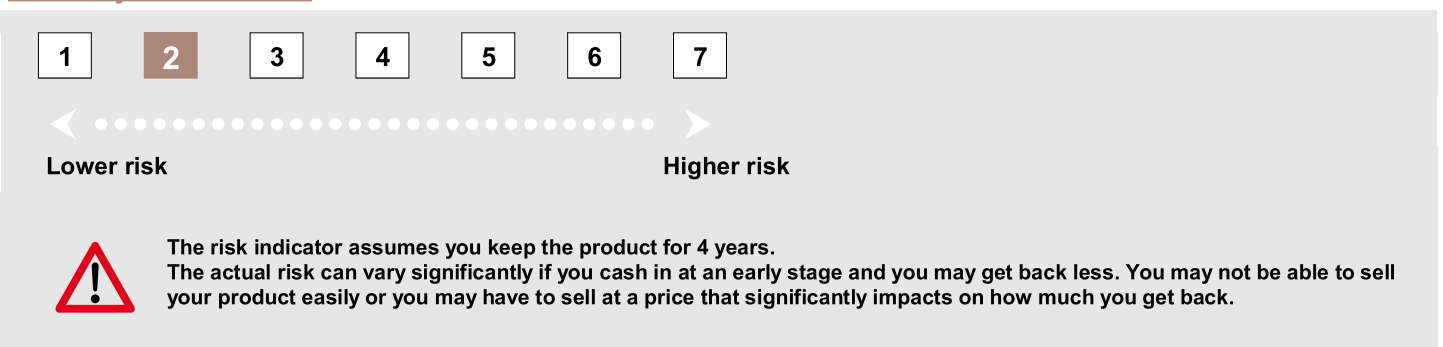 1 2 3 4 5 6 7
Lower risk Higher risk
The risk indicator assumes you keep the product for 4 years.
The actual risk can vary significantly if you cash in at an early stage and you may get back less. You may not be able to sell
your product easily or you may have to sell at a price that significantly impacts on how much you get back.